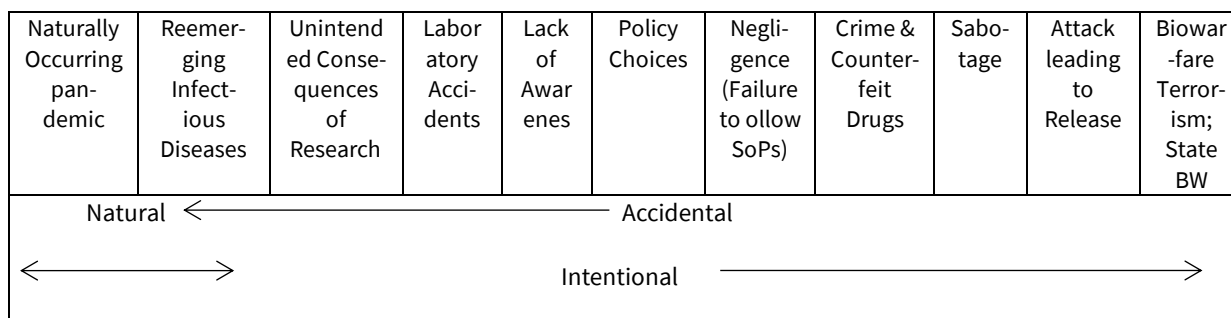 Naturally
Occurring
pan-
demic
Reemer-
ging
Infect-
ious
Diseases
Unintend
ed Conse-
quences
of
Research
Labor
atory
Acci-
dents
Lack
of
Awar
enes
Policy
Choices
Negli-
gence
(Failure
to ollow
SoPs)
Crime &
Counter-
feit
Drugs
Sabo-
tage
Attack
leading
to
Release
Biowar
-fare
Terror-
ism;
State
BW
Natural Accidental
Intentional